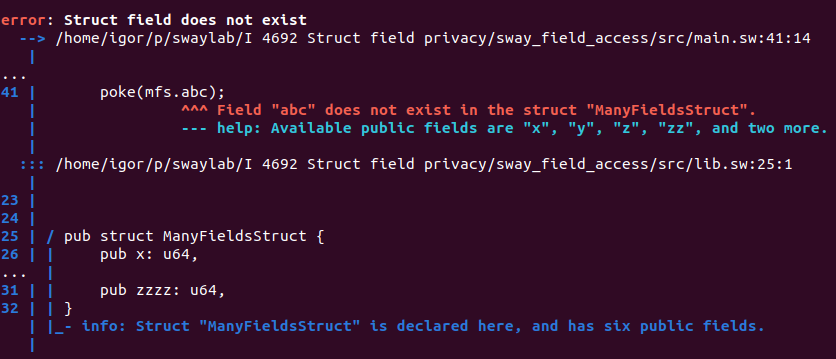 error: Struct field does not exist
  --> /home/igor/p/swaylab/I 4692 Struct field privacy/sway_field_access/src/main.sw:41:14
   |
...
41 |       poke(mfs.abc);
   |                ^^^ Field "abc" does not exist in the struct "ManyFieldsStruct".
   |                --- help: Available public fields are "x", "y", "z", "zz", and two more.
   |
  ::: /home/igor/p/swaylab/I 4692 Struct field privacy/sway_field_access/src/lib.sw:25:1
   |
23 |
24 |
25 | / pub struct ManyFieldsStruct {
26 | |     pub x: u64,
...  |
31 | |     pub zzzz: u64,
32 | | }
   | |_- info: Struct "ManyFieldsStruct" is declared here, and has six public fields.
   |